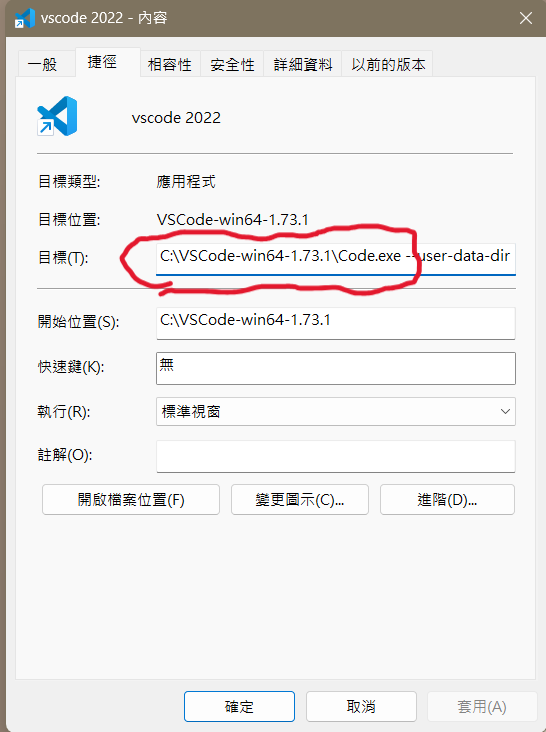 vscode 2022 - 內容
一般 捷徑 相容性 安全性 詳細資料 以前的版本
vscode 2022
目標類型: 應用程式
目標位置: VSCode-win64-1.73.1
目標(T): C:\VSCode-win64-1.73.1\Code.exe --user-data-dir
開始位置(S): C:\VSCode-win64-1.73.1
快速鍵(K): 無
執行(R): 標準視窗
註解(O):
開啟檔案位置(F) 變更圖示(C)... 進階(D)...
確定 取消 套用(A)